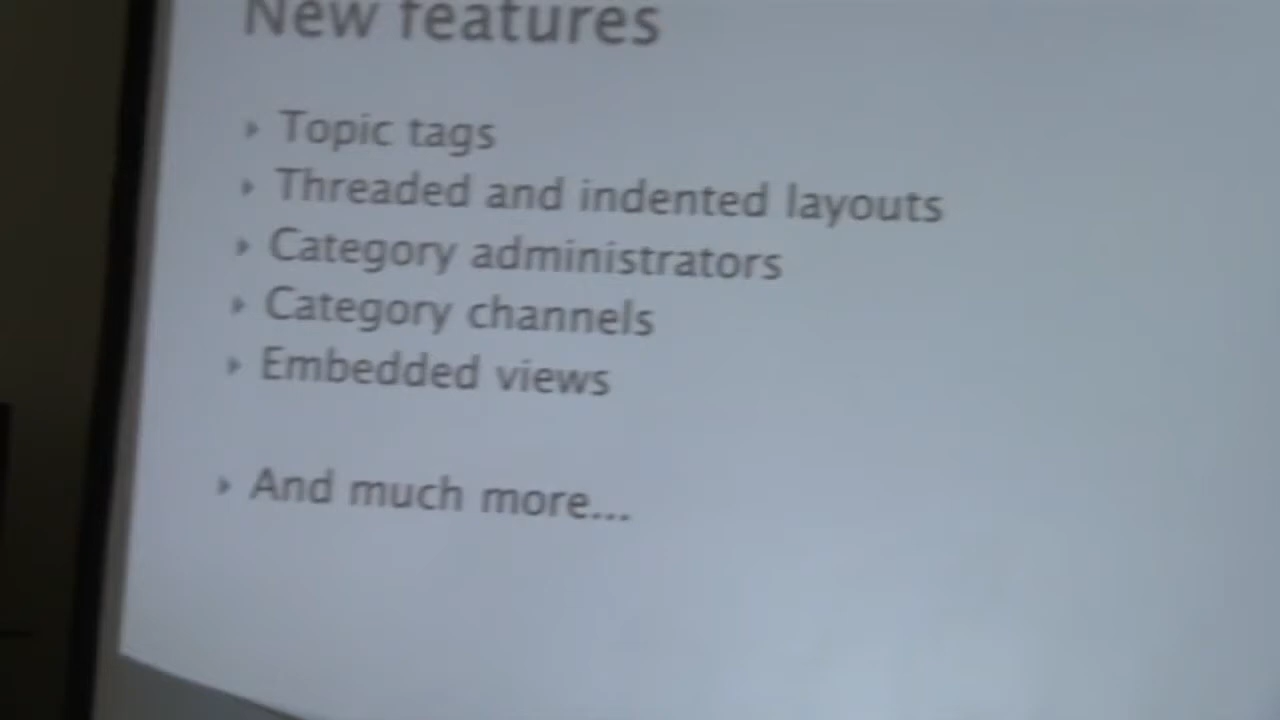 New features
Topic tags
Threaded and indented layouts
Category administrators
Category channels
Embedded views
And much more...